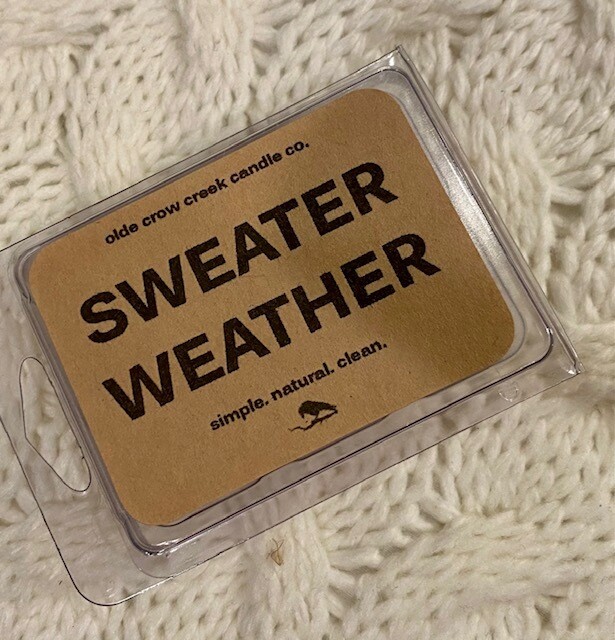 olde crow creek candle co.
SWEATER
WEATHER
simple. natural. clean.